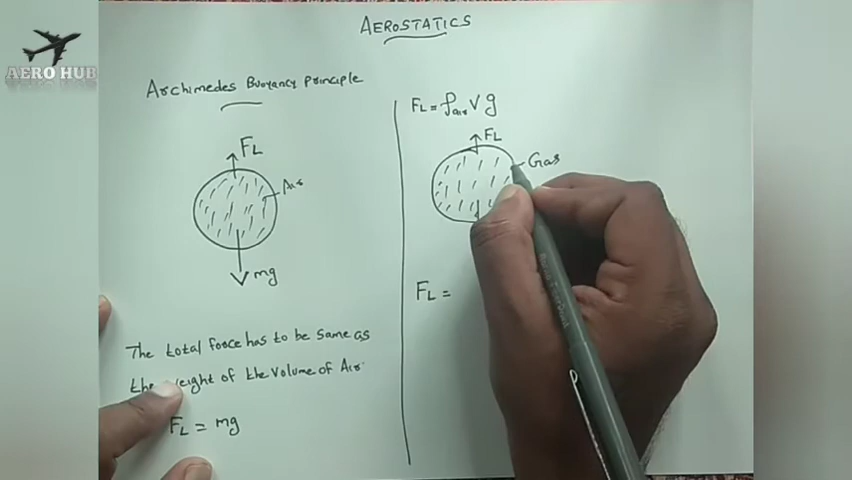 AEROSTATICS
AERO HUB
Archimedes Buoyancy Principle
FL
Air
mg
The total force has to be same as
the weight of the Volume of Air
FL = mg
FL = ρair V g
FL
Gas
FL =